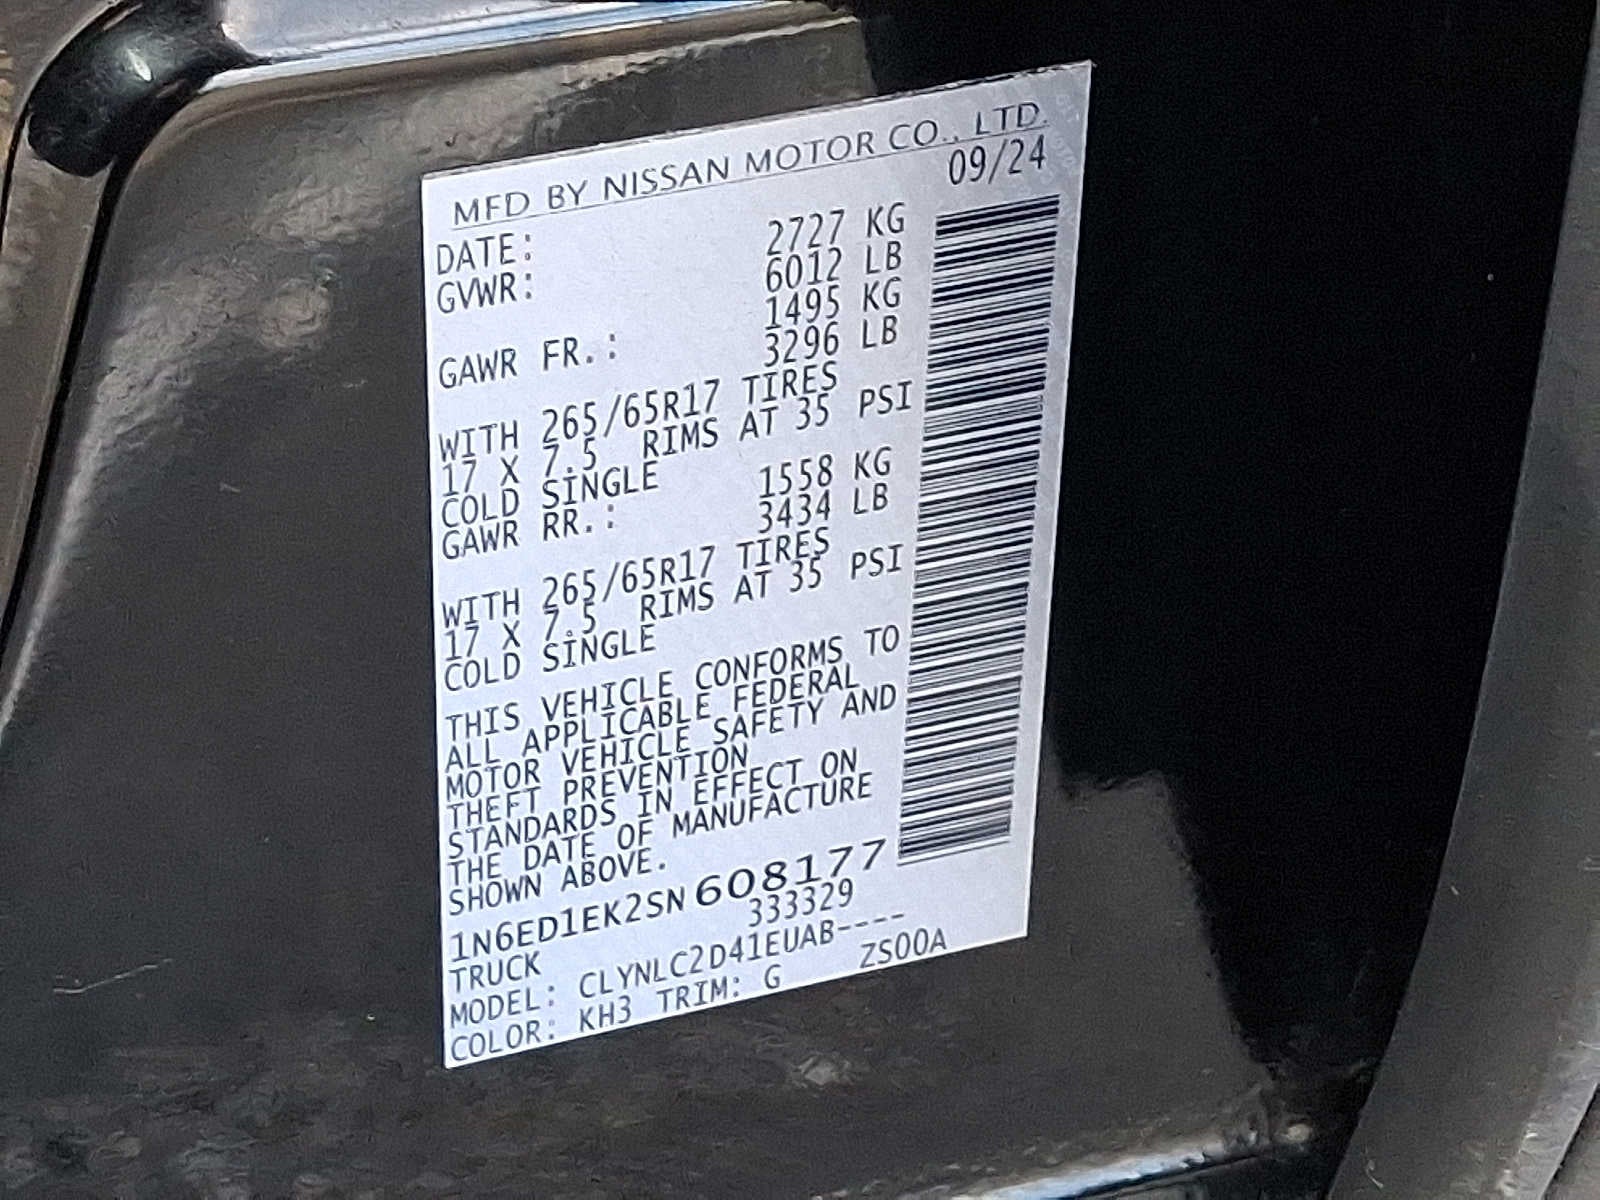 MFD BY NISSAN MOTOR CO., LTD.
DATE: 09/24
GVWR: 2727 KG
6012 LB
GAWR FR.: 1495 KG
3296 LB
WITH 265/65R17 TIRES
17 X 7.5 RIMS AT 35 PSI
COLD SINGLE
GAWR RR.: 1558 KG
3434 LB
WITH 265/65R17 TIRES
17 X 7.5 RIMS AT 35 PSI
COLD SINGLE
THIS VEHICLE CONFORMS TO
ALL APPLICABLE FEDERAL
MOTOR VEHICLE SAFETY AND
THEFT PREVENTION
STANDARDS IN EFFECT ON
THE DATE OF MANUFACTURE
SHOWN ABOVE.
1N6ED1EK2SN608177
TRUCK 333329
MODEL: CLYNLC2D41EUAB----
COLOR: KH3 TRIM: G ZS00A